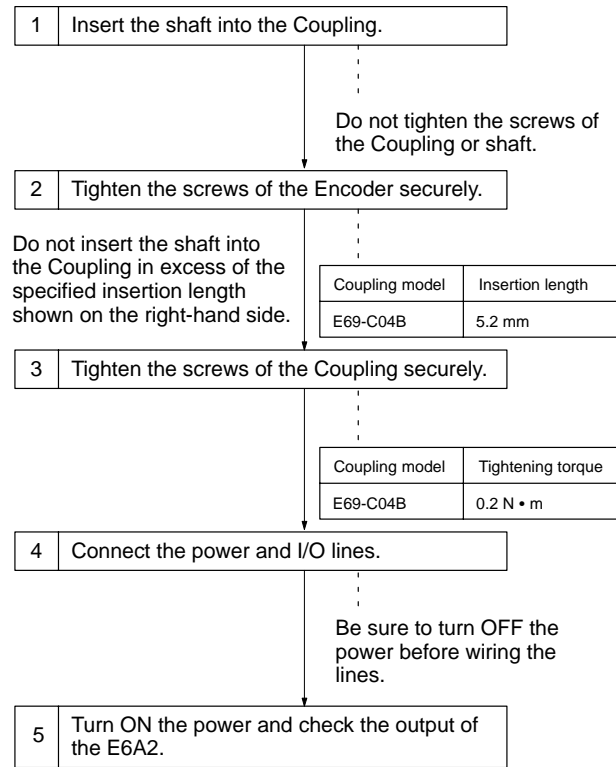 1 Insert the shaft into the Coupling.
Do not tighten the screws of
the Coupling or shaft.
2 Tighten the screws of the Encoder securely.
Do not insert the shaft into
the Coupling in excess of the
specified insertion length
shown on the right-hand side.
Coupling model Insertion length
E69-C04B 5.2 mm
3 Tighten the screws of the Coupling securely.
Coupling model Tightening torque
E69-C04B 0.2 N • m
4 Connect the power and I/O lines.
Be sure to turn OFF the
power before wiring the
lines.
5 Turn ON the power and check the output of
the E6A2.